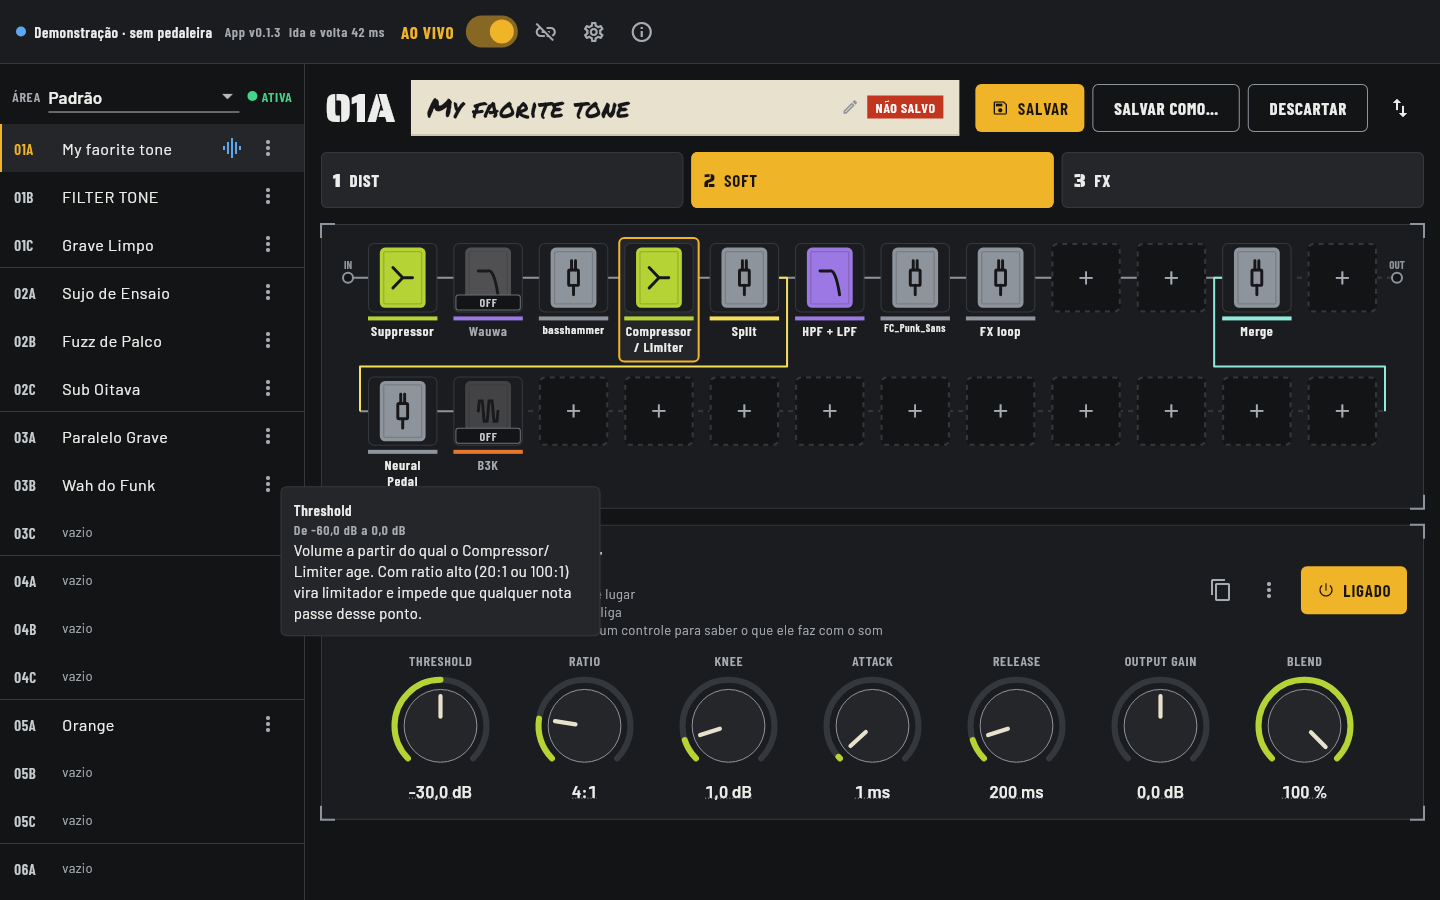 Demonstração · sem pedaleira App v0.1.3 Ida e volta 42 ms AO VIVO
ÁREA Padrão ATIVA
01A My faorite tone
01B FILTER TONE
01C Grave Limpo
02A Sujo de Ensaio
02B Fuzz de Palco
02C Sub Oitava
03A Paralelo Grave
03B Wah do Funk
03C vazio
04A vazio
04B vazio
04C vazio
05A Orange
05B vazio
05C vazio
06A vazio
01A My faorite tone NÃO SALVO SALVAR SALVAR COMO... DESCARTAR
1 DIST 2 SOFT 3 FX
IN OUT
OFF
Suppressor Wauwa basshammer Compressor / Limiter Split HPF + LPF FC_Punk_Sans FX loop Merge
OFF
Neural Pedal B3K
Threshold
De -60,0 dB a 0,0 dB
Volume a partir do qual o Compressor/
Limiter age. Com ratio alto (20:1 ou 100:1)
vira limitador e impede que qualquer nota
passe desse ponto.
lugar
liga
um controle para saber o que ele faz com o som
LIGADO
THRESHOLD RATIO KNEE ATTACK RELEASE OUTPUT GAIN BLEND
-30,0 dB 4:1 1,0 dB 1 ms 200 ms 0,0 dB 100 %